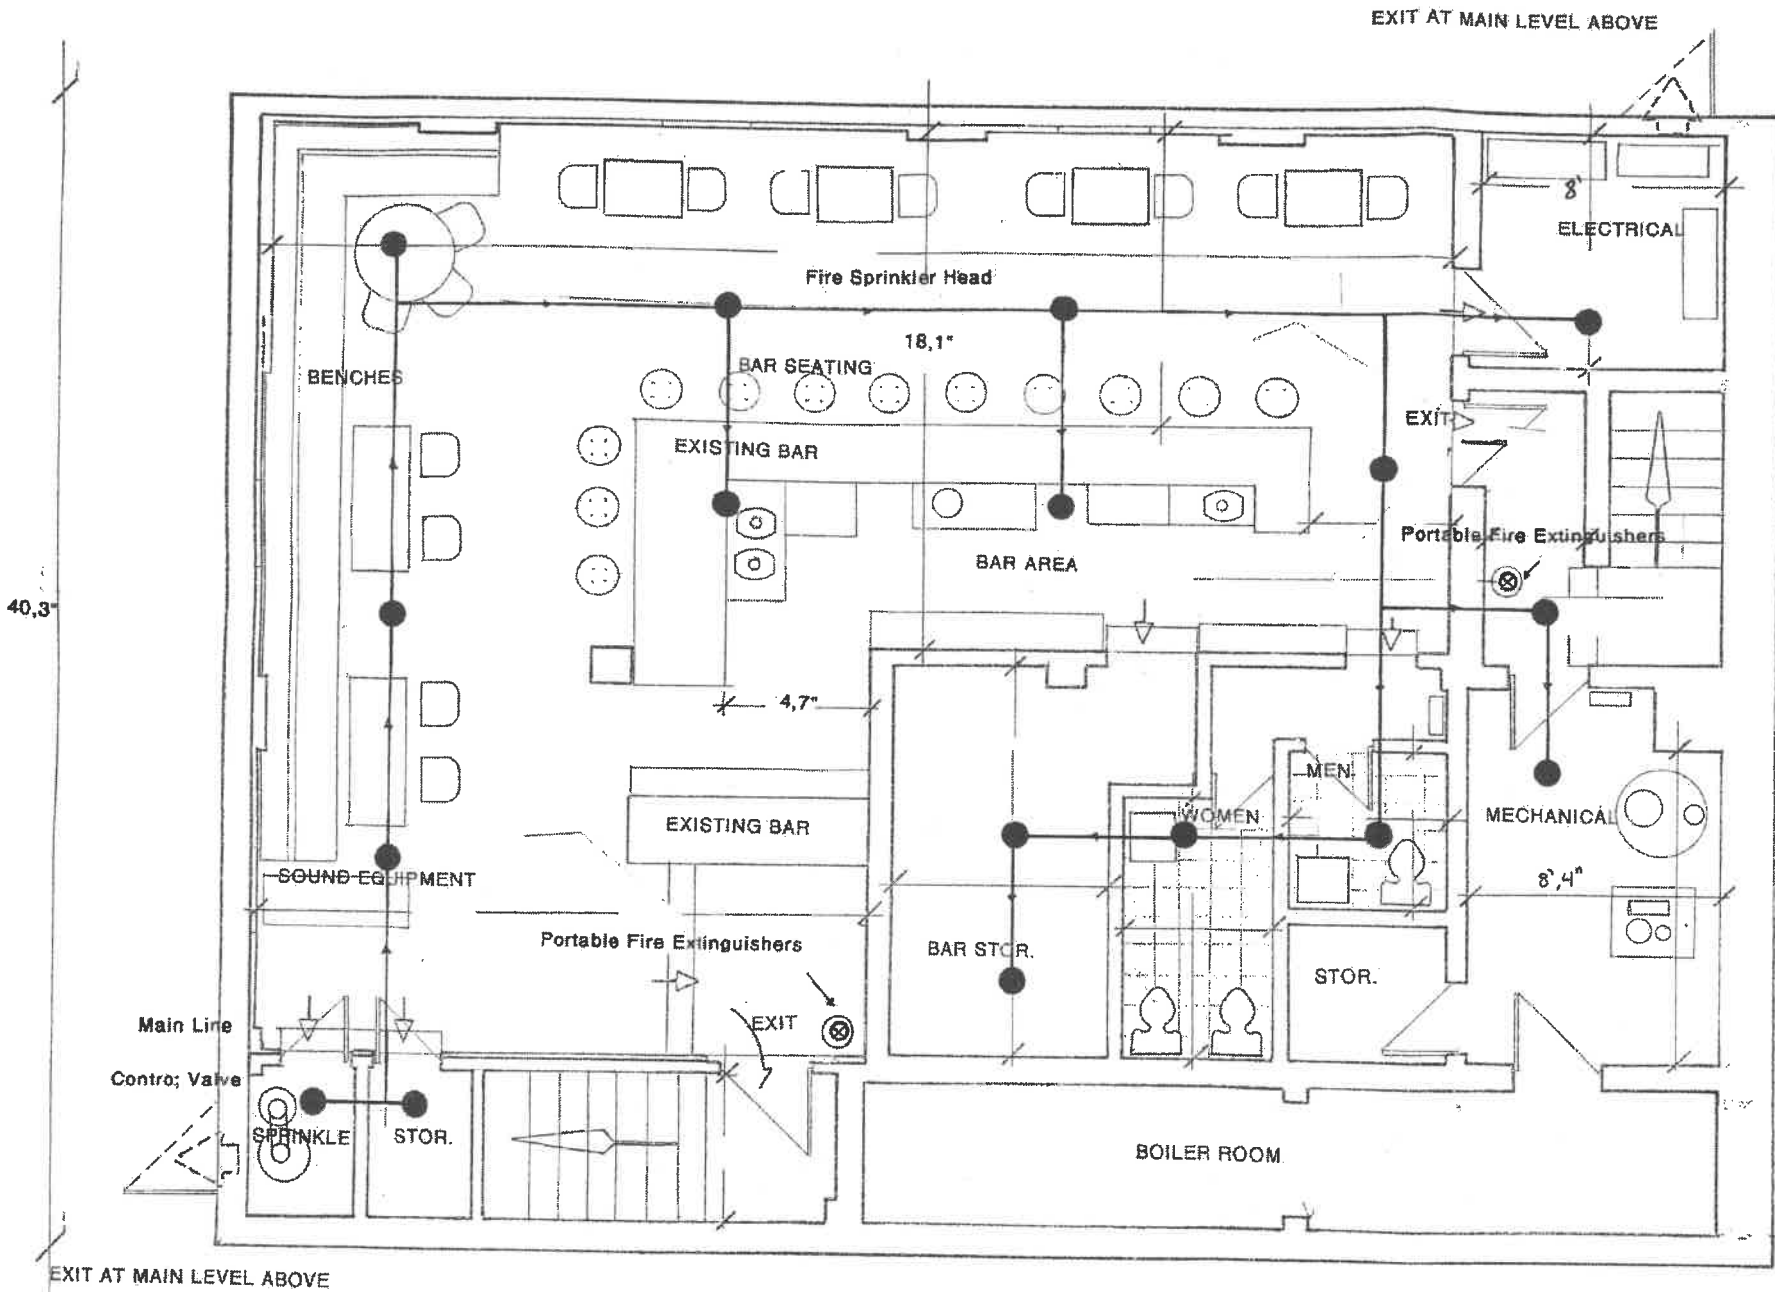 EXIT AT MAIN LEVEL ABOVE
8'
ELECTRICAL
Fire Sprinkler Head
18,1"
BAR SEATING
BENCHES
EXIT
EXISTING BAR
Portable Fire Extinguishers
BAR AREA
40,3"
4,7"
MEN
WOMEN
MECHANICAL
EXISTING BAR
SOUND EQUIPMENT
8',4"
Portable Fire Extinguishers
BAR STOR.
STOR.
Main Line
EXIT
Contro; Valve
SPRINKLE
STOR.
BOILER ROOM
EXIT AT MAIN LEVEL ABOVE